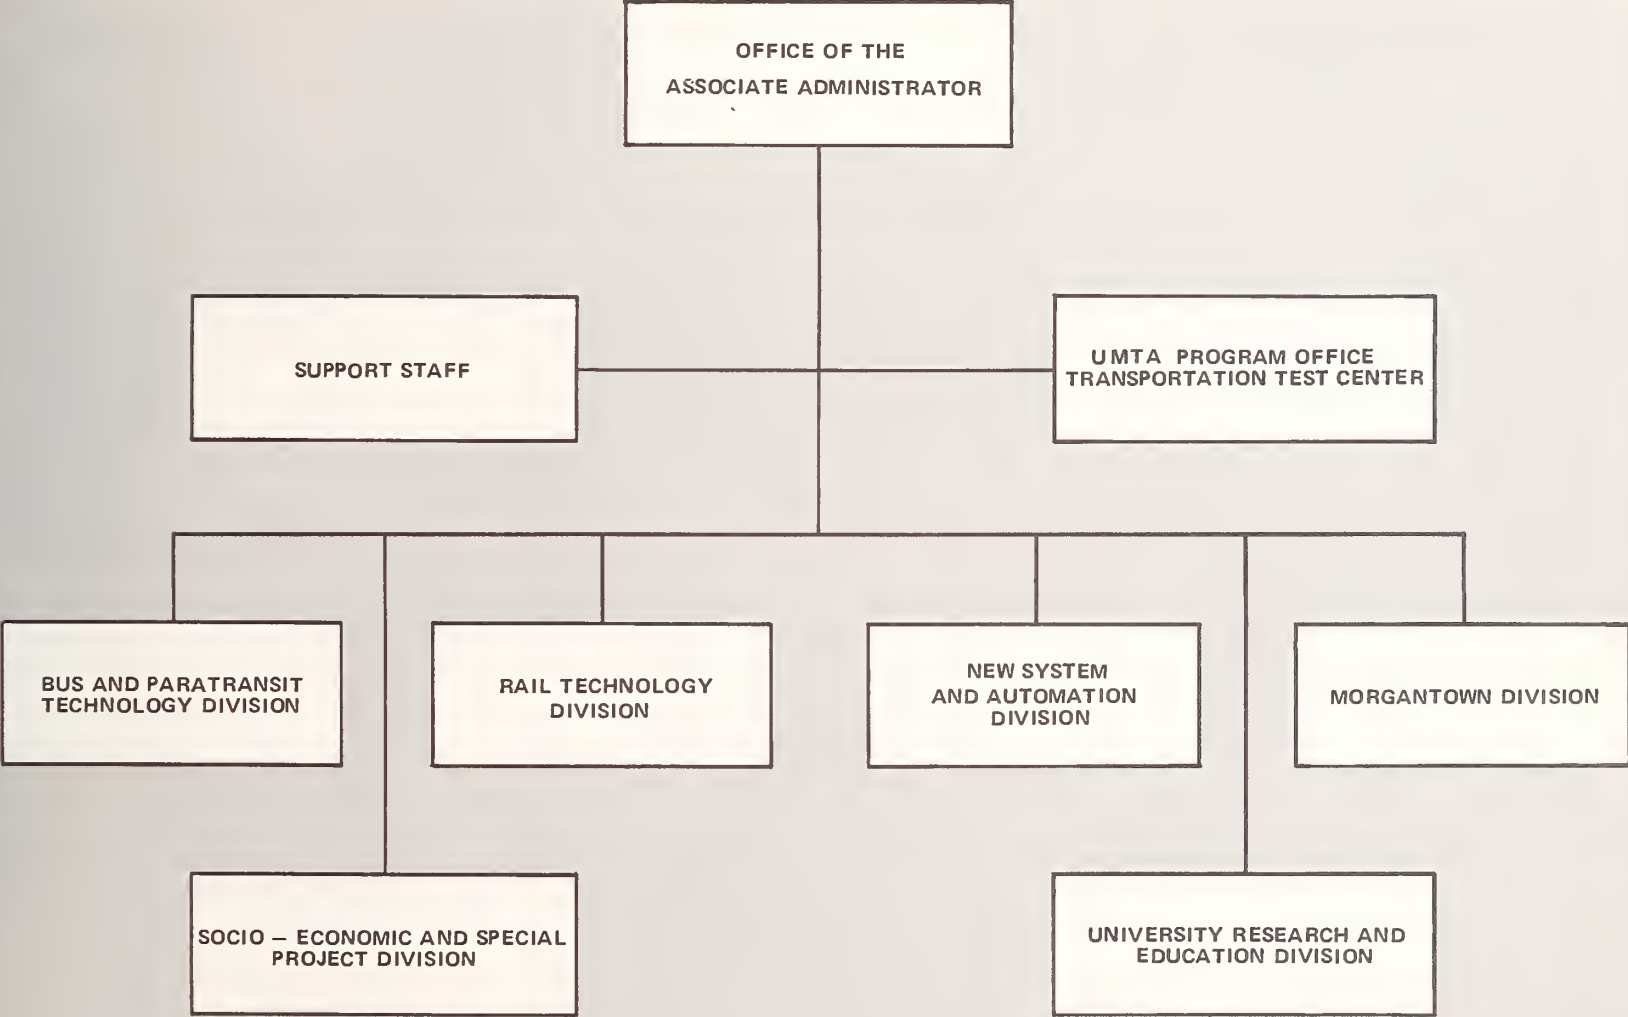 OFFICE OF THE
ASSOCIATE ADMINISTRATOR
SUPPORT STAFF
UMTA PROGRAM OFFICE
TRANSPORTATION TEST CENTER
BUS AND PARATRANSIT
TECHNOLOGY DIVISION
RAIL TECHNOLOGY
DIVISION
NEW SYSTEM
AND AUTOMATION
DIVISION
MORGANTOWN DIVISION
SOCIO — ECONOMIC AND SPECIAL
PROJECT DIVISION
UNIVERSITY RESEARCH AND
EDUCATION DIVISION